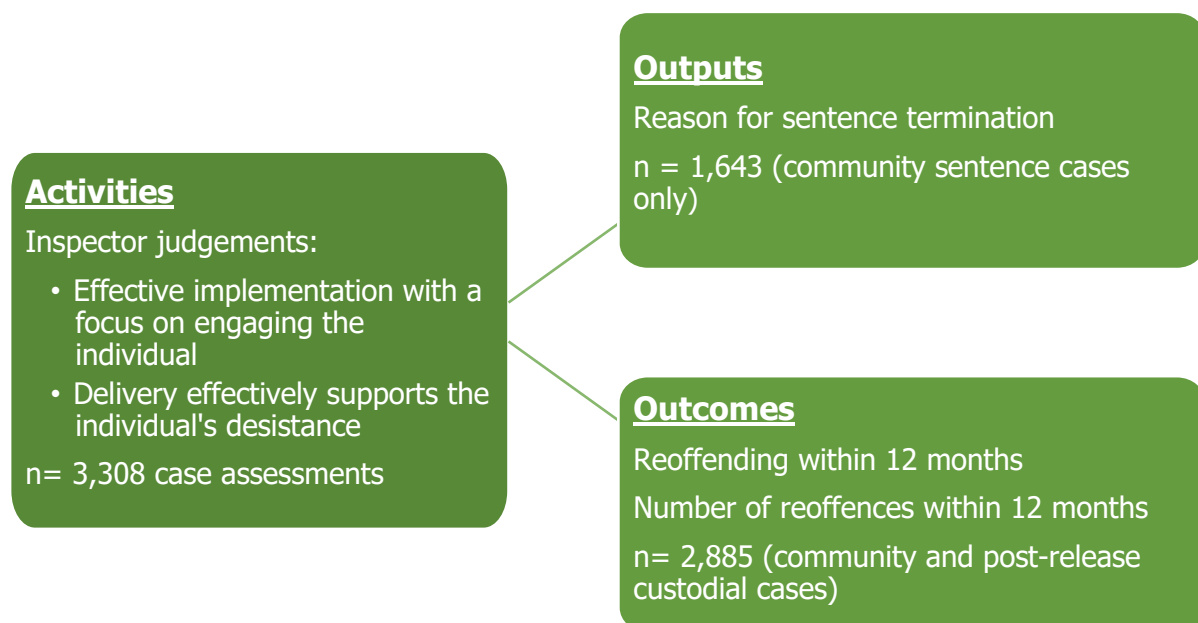 Activities
Inspector judgements:
• Effective implementation with a
focus on engaging the
individual
• Delivery effectively supports the
individual's desistance
n= 3,308 case assessments
Outputs
Reason for sentence termination
n = 1,643 (community sentence cases
only)
Outcomes
Reoffending within 12 months
Number of reoffences within 12 months
n= 2,885 (community and post-release
custodial cases)